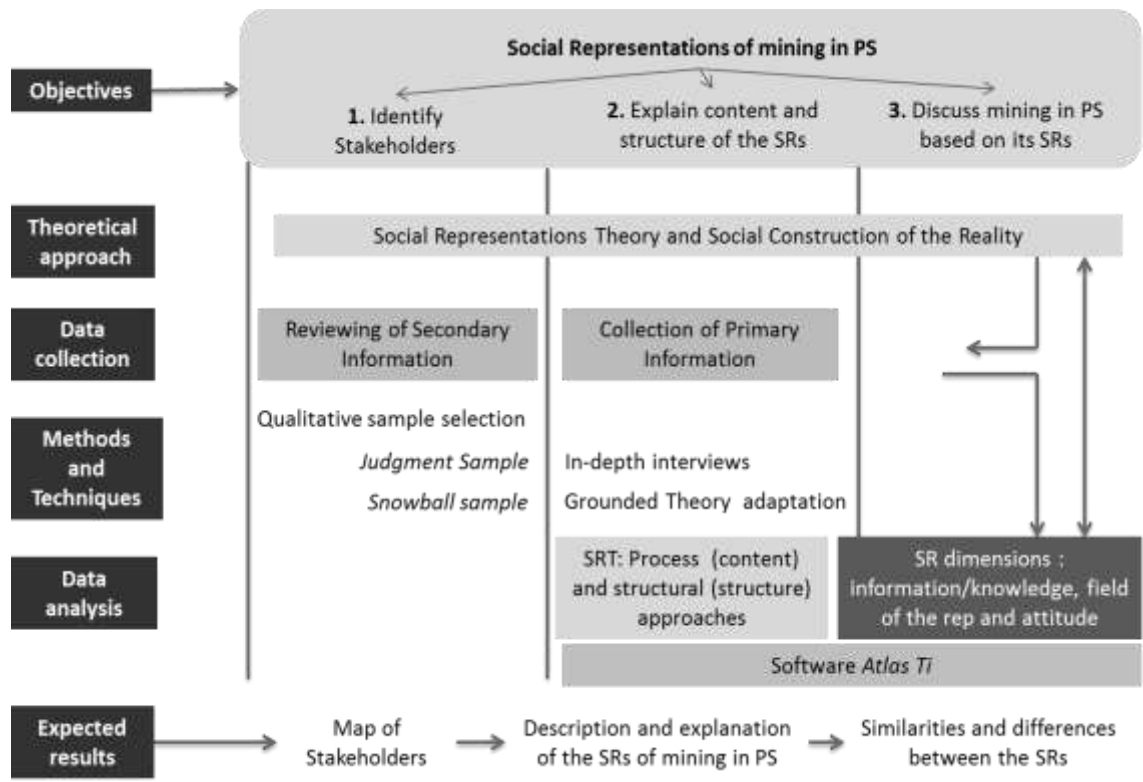 Social Representations of mining in PS
Objectives
1. Identify
Stakeholders
2. Explain content and
structure of the SRs
3. Discuss mining in PS
based on its SRs
Theoretical
approach
Social Representations Theory and Social Construction of the Reality
Data
collection
Reviewing of Secondary
Information
Collection of Primary
Information
Methods
and
Techniques
Qualitative sample selection
Judgment Sample
Snowball sample
In-depth interviews
Grounded Theory adaptation
Data
analysis
SRT: Process (content)
and structural (structure)
approaches
SR dimensions :
information/knowledge, field
of the rep and attitude
Software Atlas Ti
Expected
results
Map of
Stakeholders
Description and explanation
of the SRs of mining in PS
Similarities and differences
between the SRs